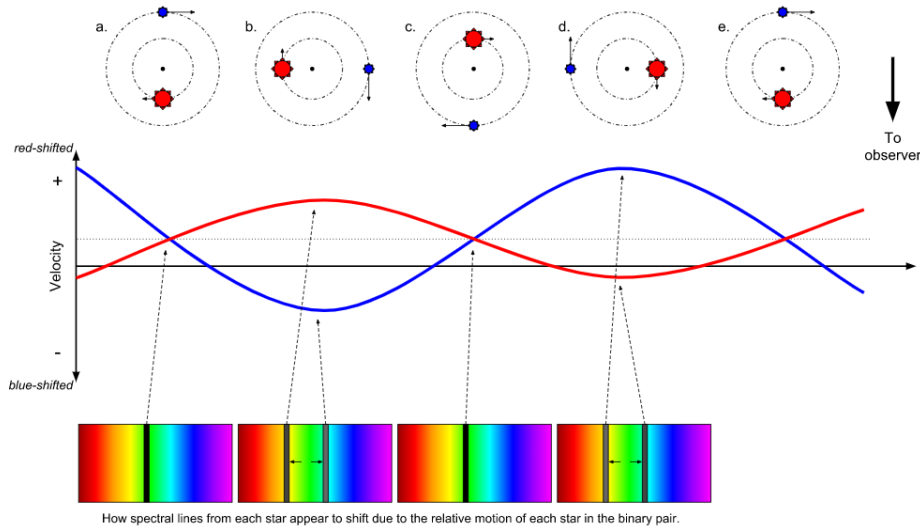 a.
b.
c.
d.
e.
To
observer
red-shifted
+
Velocity
-
blue-shifted
How spectral lines from each star appear to shift due to the relative motion of each star in the binary pair.